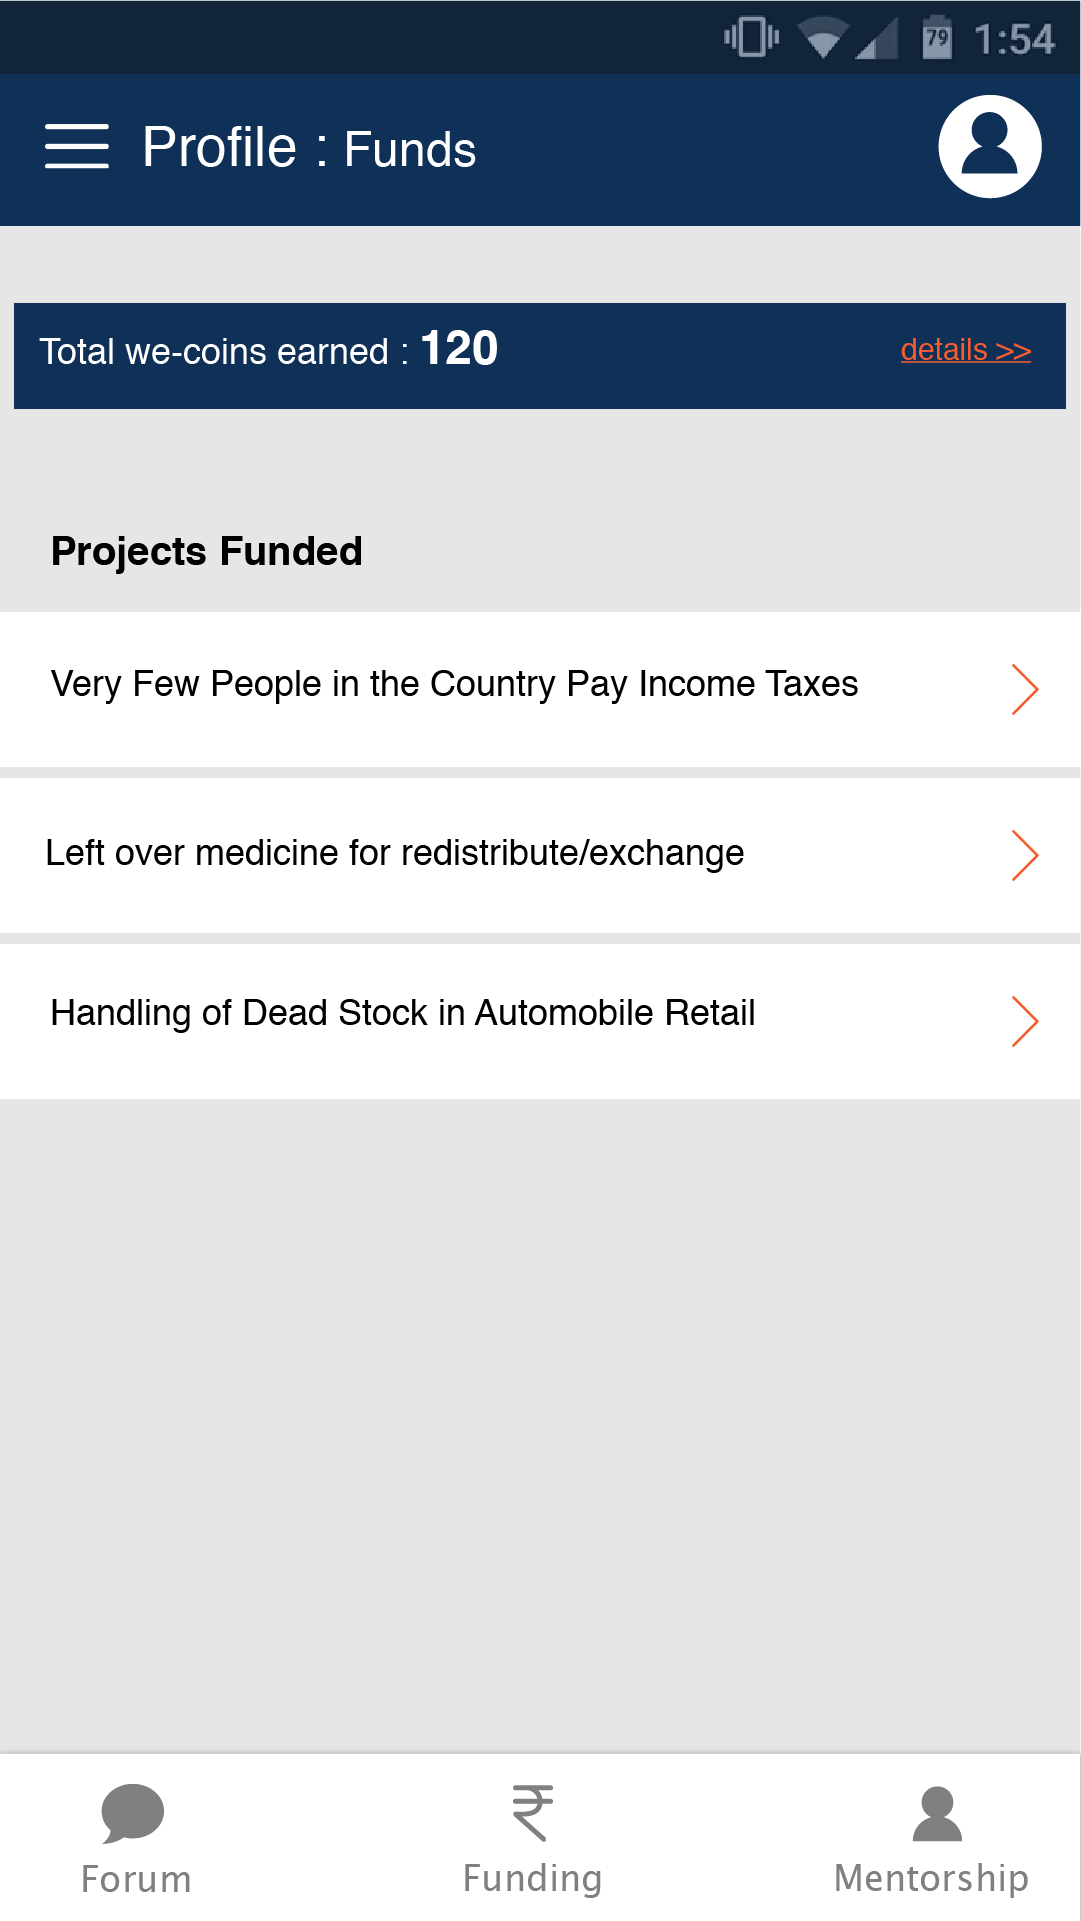 79 1:54
Profile : Funds
Total we-coins earned : 120 details >>
Projects Funded
Very Few People in the Country Pay Income Taxes
Left over medicine for redistribute/exchange
Handling of Dead Stock in Automobile Retail
Forum Funding Mentorship